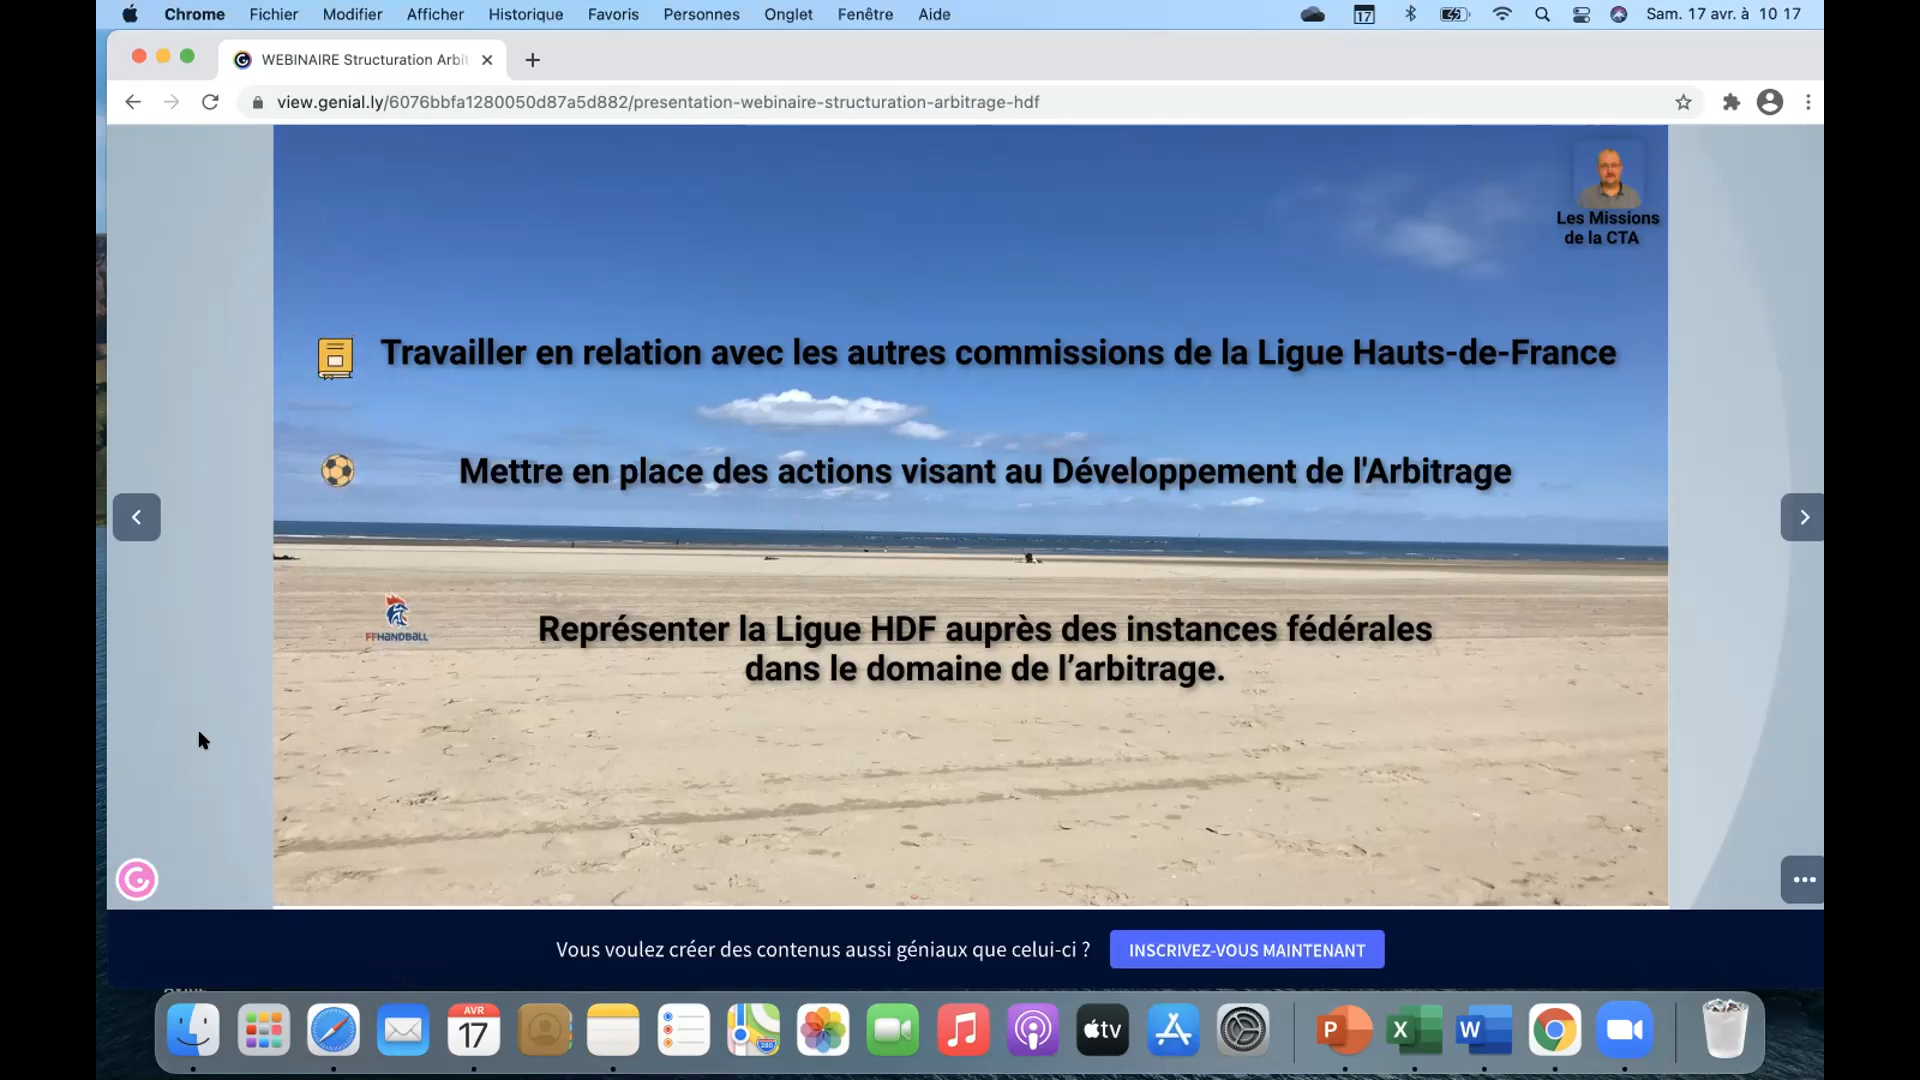 Chrome Fichier Modifier Afficher Historique Favoris Personnes Onglet Fenêtre Aide
17
Sam. 17 avr. à 10 17
WEBINAIRE Structuration Arbit
view.genial.ly/6076bbfa1280050d87a5d882/presentation-webinaire-structuration-arbitrage-hdf
Les Missions
de la CTA
Travailler en relation avec les autres commissions de la Ligue Hauts-de-France
Mettre en place des actions visant au Développement de l'Arbitrage
FFHANDBALL
Représenter la Ligue HDF auprès des instances fédérales
dans le domaine de l’arbitrage.
Vous voulez créer des contenus aussi géniaux que celui-ci ?
INSCRIVEZ-VOUS MAINTENANT
AVR
17
280
tv
P
X
W